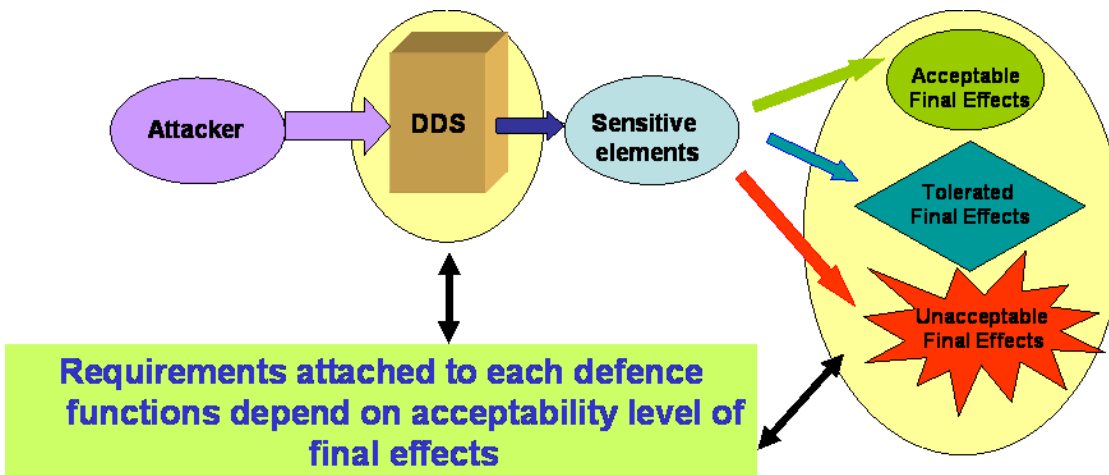 Attacker
DDS
Sensitive
elements
Acceptable
Final Effects
Tolerated
Final Effects
Unacceptable
Final Effects
Requirements attached to each defence
functions depend on acceptability level of
final effects